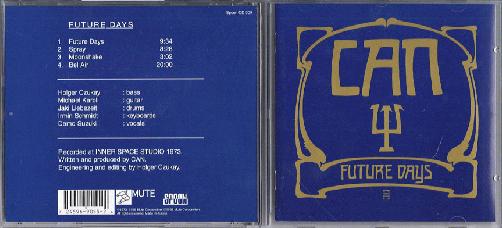 FUTURE DAYS
1. Future Days 9:34
2. Spray 8:28
3. Moonshake 3:02
4. Bel Air 20:00
Holger Czukay : bass
Michael Karoli : guitar
Jaki Liebezeit : drums
Irmin Schmidt : keyboards
Damo Suzuki : vocals
Recorded at INNER SPACE STUDIO 1973.
Written and produced by CAN.
Engineering and editing by Holger Czukay.
MUTE
CAN
FUTURE DAYS